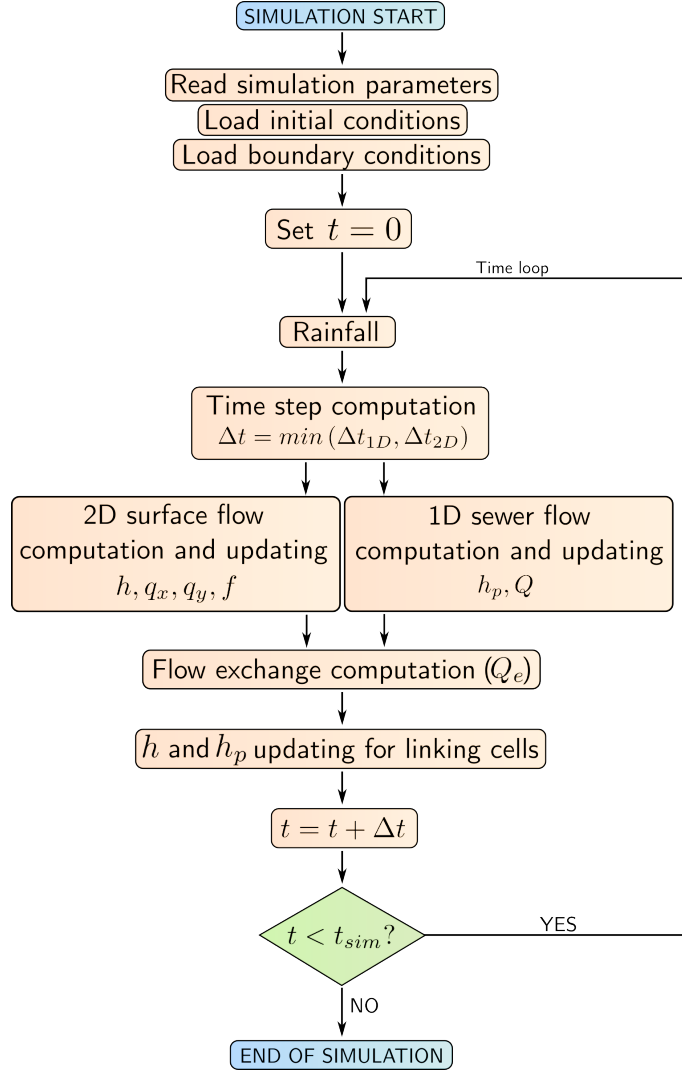 SIMULATION START
Read simulation parameters
Load initial conditions
Load boundary conditions
Set t = 0
Time loop
Rainfall
Time step computation
Δt = min (Δt₁D, Δt₂D)
2D surface flow
computation and updating
h, qₓ, q_y, f
1D sewer flow
computation and updating
hₚ, Q
Flow exchange computation (Qₑ)
h and hₚ updating for linking cells
t = t + Δt
t < t_sim?
YES
NO
END OF SIMULATION